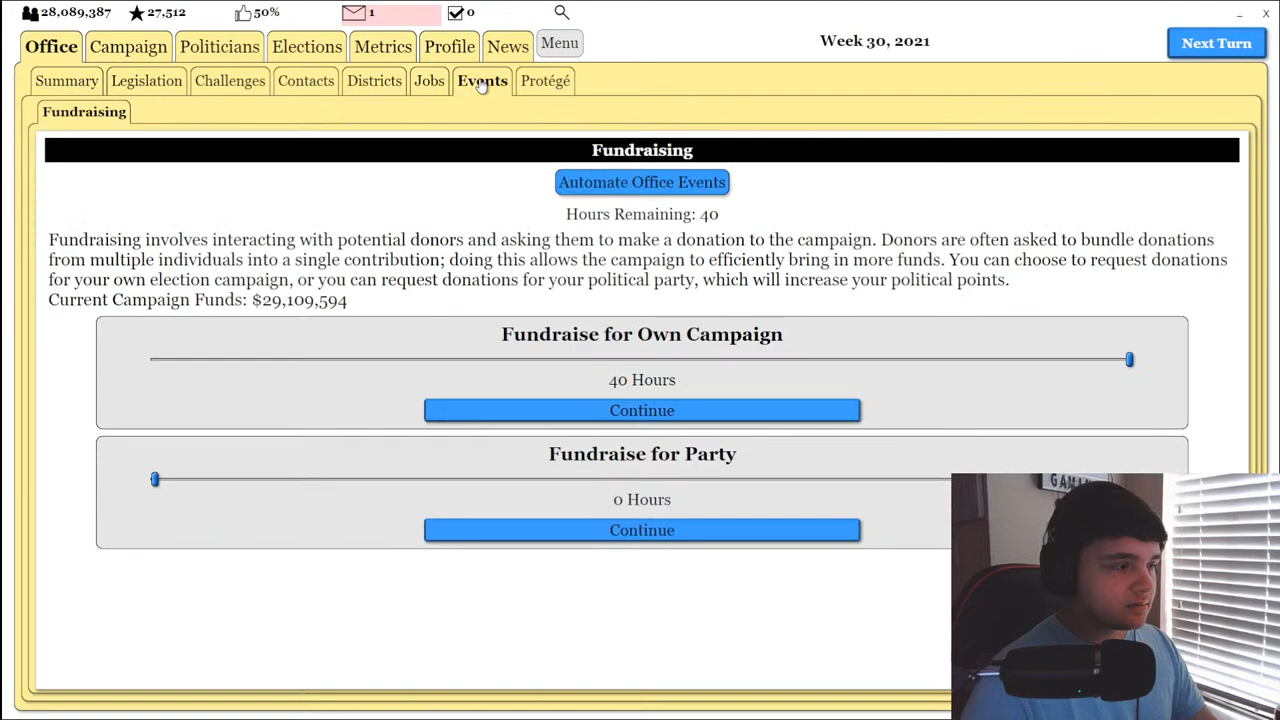 28,089,387 27,512 50% 1 0
Office Campaign Politicians Elections Metrics Profile News Menu
Week 30, 2021
Next Turn
Summary Legislation Challenges Contacts Districts Jobs Events Protégé
Fundraising
Fundraising
Automate Office Events
Hours Remaining: 40
Fundraising involves interacting with potential donors and asking them to make a donation to the campaign. Donors are often asked to bundle donations
from multiple individuals into a single contribution; doing this allows the campaign to efficiently bring in more funds. You can choose to request donations
for your own election campaign, or you can request donations for your political party, which will increase your political points.
Current Campaign Funds: $29,109,594
Fundraise for Own Campaign
40 Hours
Continue
Fundraise for Party
0 Hours
Continue